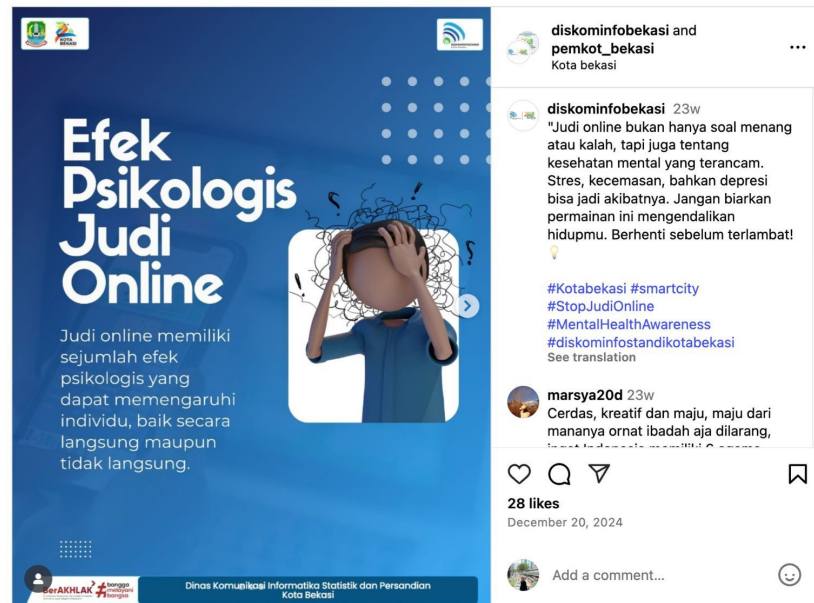 KOTA
BEKASI
Efek
Psikologis
Judi
Online
Judi online memiliki
sejumlah efek
psikologis yang
dapat memengaruhi
individu, baik secara
langsung maupun
tidak langsung.
BerAKHLAK
#bangga
melayani
bangsa
Dinas Komunikasi Informatika Statistik dan Persandian
Kota Bekasi
diskominfobekasi and
pemkot_bekasi
Kota bekasi
diskominfobekasi 23w
"Judi online bukan hanya soal menang
atau kalah, tapi juga tentang
kesehatan mental yang terancam.
Stres, kecemasan, bahkan depresi
bisa jadi akibatnya. Jangan biarkan
permainan ini mengendalikan
hidupmu. Berhenti sebelum terlambat!
#Kotabekasi #smartcity
#StopJudiOnline
#MentalHealthAwareness
#diskominfostandikotabekasi
See translation
marsya20d 23w
Cerdas, kreatif dan maju, maju dari
mananya ornat ibadah aja dilarang,
28 likes
December 20, 2024
Add a comment...